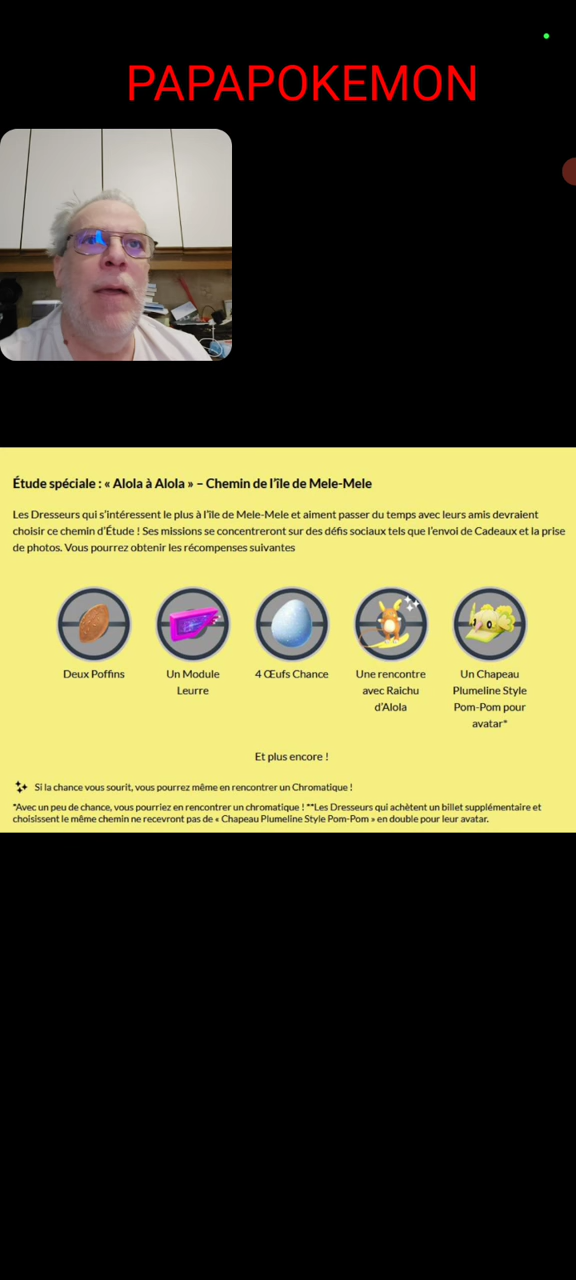 PAPAPOKEMON
Étude spéciale : « Alola à Alola » – Chemin de l'île de Mele-Mele
Les Dresseurs qui s'intéressent le plus à l'île de Mele-Mele et aiment passer du temps avec leurs amis devraient
choisir ce chemin d'Étude ! Ses missions se concentreront sur des défis sociaux tels que l'envoi de Cadeaux et la prise
de photos. Vous pourrez obtenir les récompenses suivantes
Deux Poffins
Un Module
Leurre
4 Œufs Chance
Une rencontre
avec Raichu
d'Alola
Un Chapeau
Plumeline Style
Pom-Pom pour
avatar*
Et plus encore !
Si la chance vous sourit, vous pourrez même en rencontrer un Chromatique !
*Avec un peu de chance, vous pourriez en rencontrer un chromatique ! **Les Dresseurs qui achètent un billet supplémentaire et
choisissent le même chemin ne recevront pas de « Chapeau Plumeline Style Pom-Pom » en double pour leur avatar.